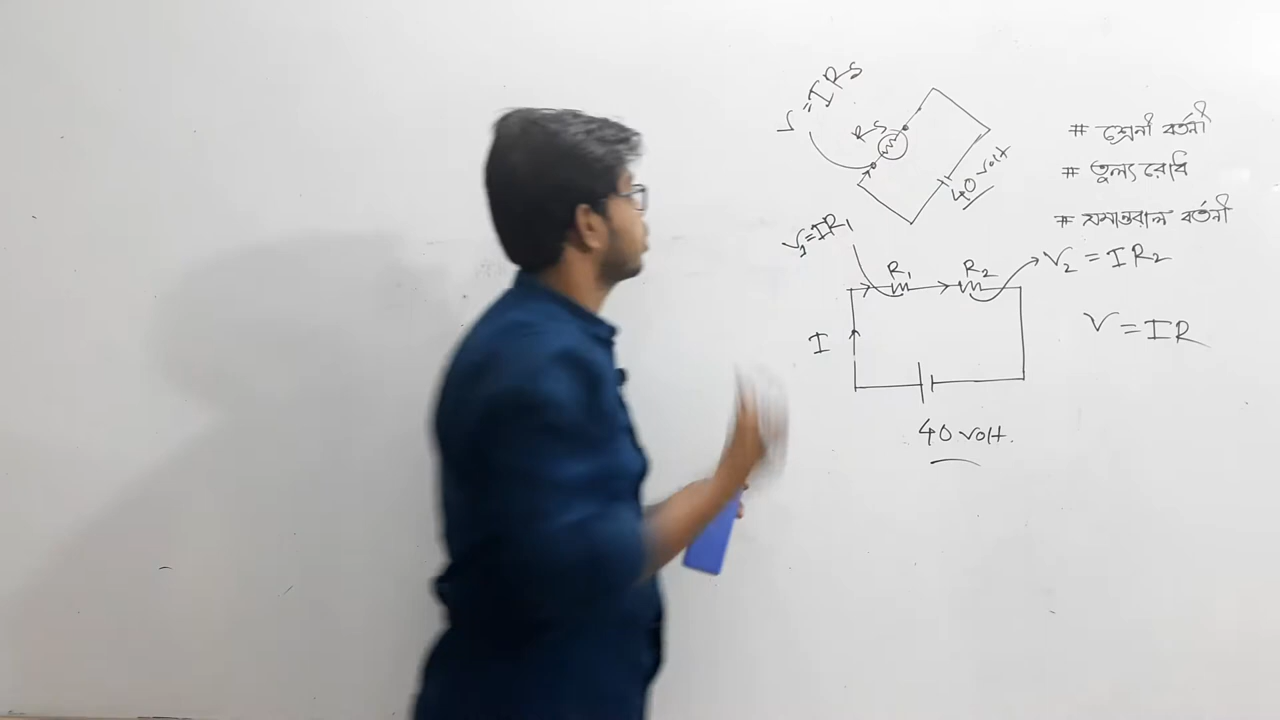 V = IRS
RS
40 volt
# শ্রেনী বর্তনী
# তুল্য রোধ
# সমান্তরাল বর্তনী
V₁=IR₁
R₁
R₂
V₂ = IR₂
I
V = IR
40 volt.